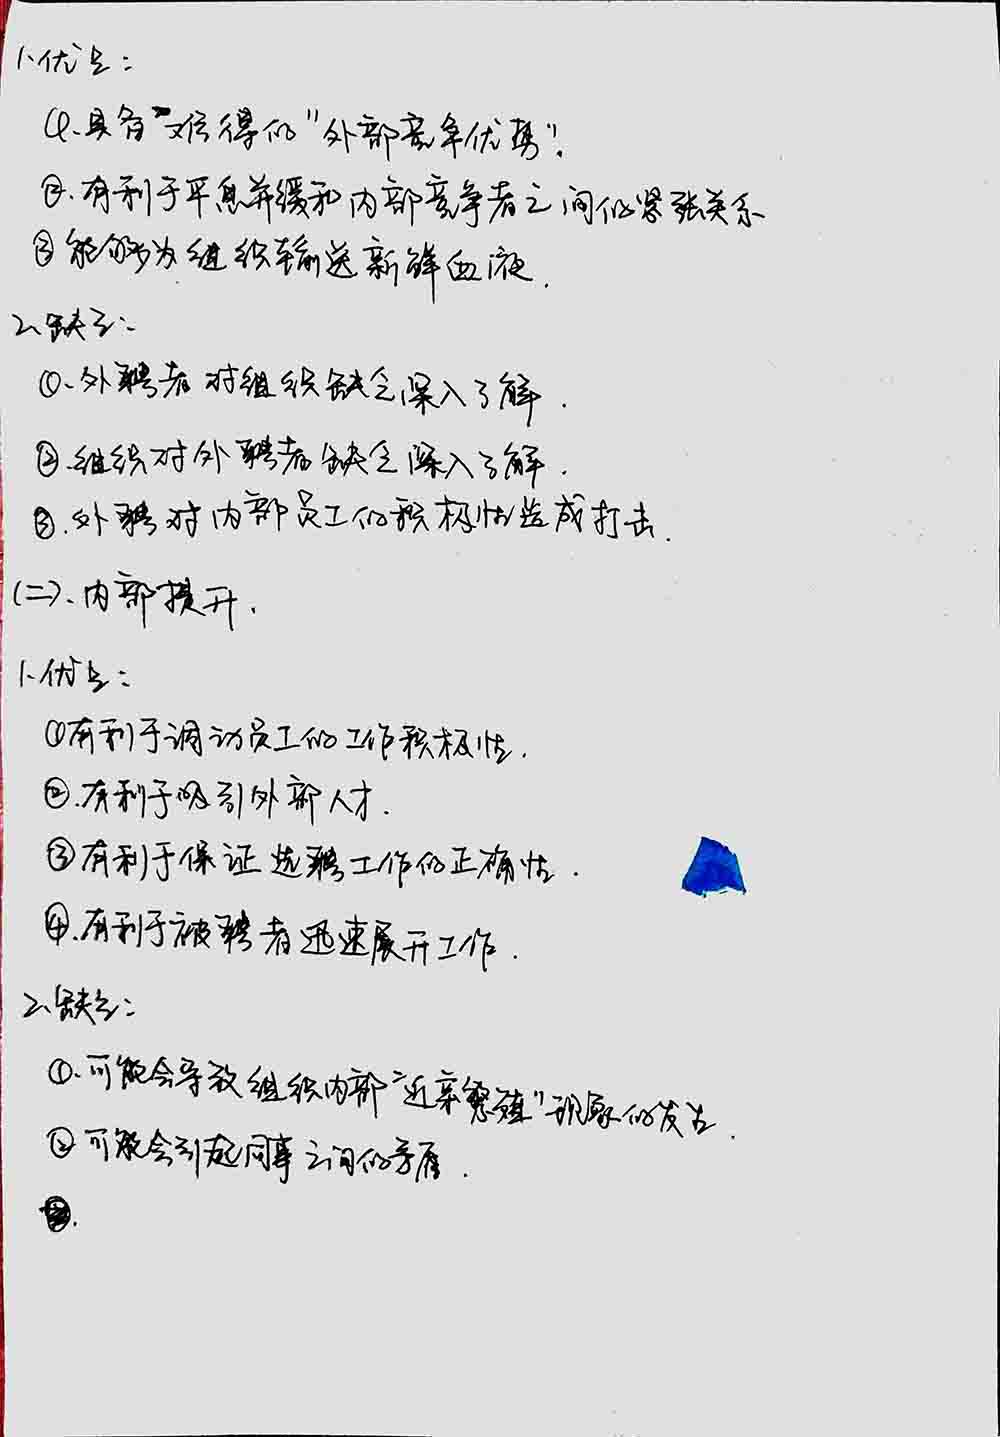 1、优点：
①、具备"难得的"外部竞争优势"。
②、有利于平息并缓和内部竞争者之间的紧张关系
③能够为组织输送新鲜血液.
2、缺点：
①、外聘者对组织缺乏深入了解.
②、组织对外聘者缺乏深入了解.
③、外聘对内部员工的积极性造成打击.
(二)、内部提升.
1、优点：
①有利于调动员工的工作积极性.
②、有利于吸引外部人才.
③有利于保证选聘工作的正确性.
④、有利于被聘者迅速展开工作.
2、缺点：
①、可能会导致组织内部"近亲繁殖"现象的发生.
②可能会引起同事之间的矛盾.